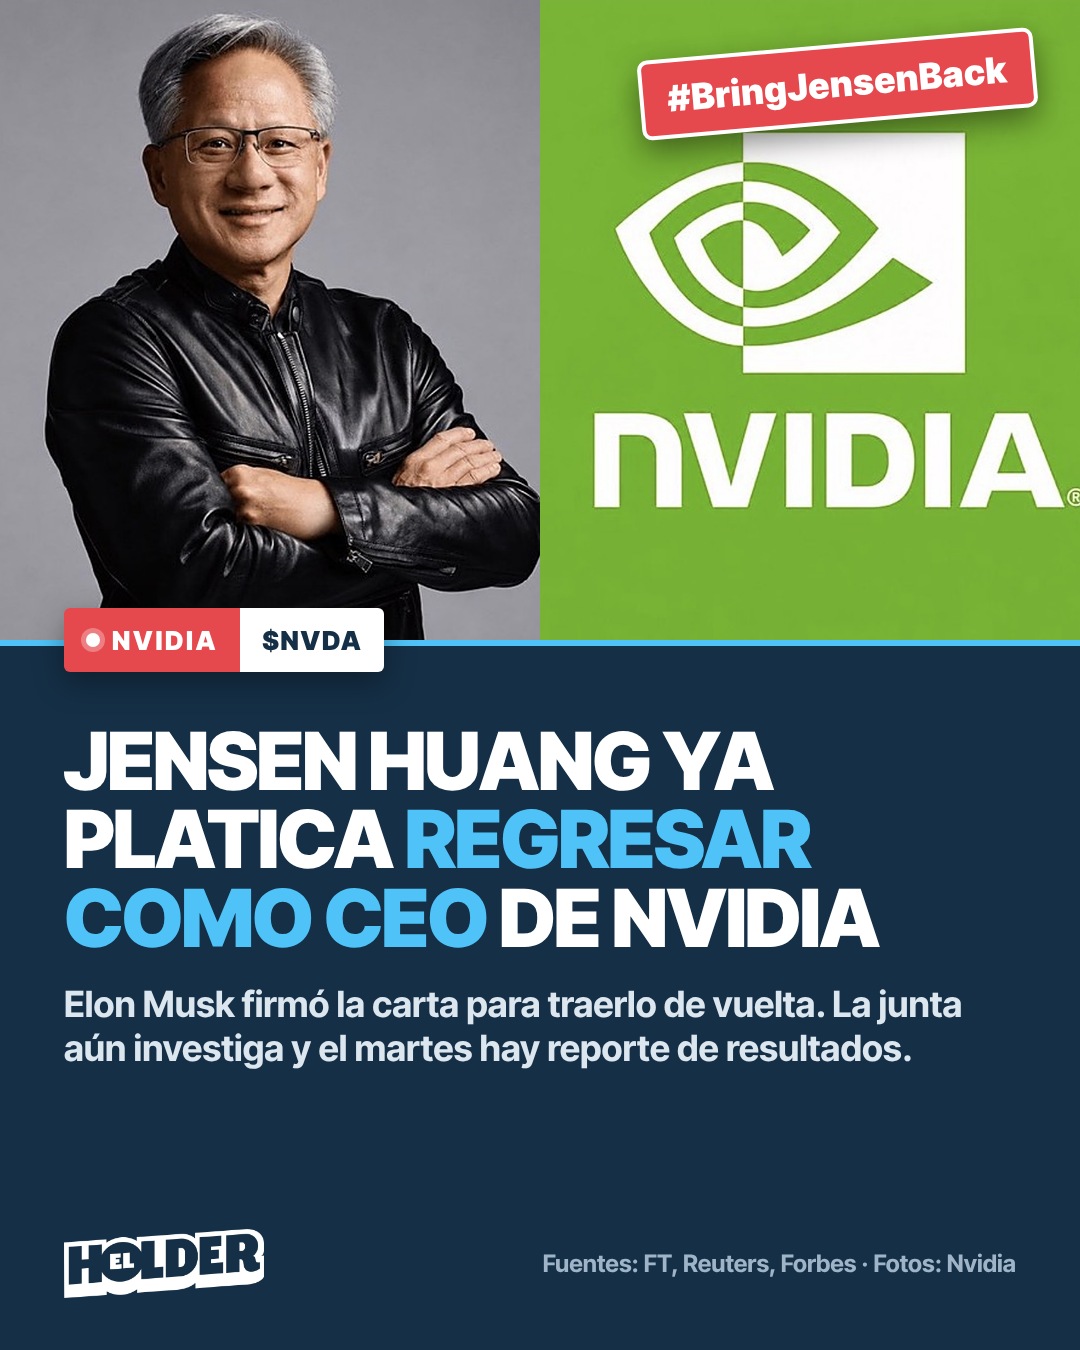 #BringJensenBack
NVIDIA®
NVIDIA $NVDA
JENSEN HUANG YA
PLATICA REGRESAR
COMO CEO DE NVIDIA
Elon Musk firmó la carta para traerlo de vuelta. La junta
aún investiga y el martes hay reporte de resultados.
EL HOLDER
Fuentes: FT, Reuters, Forbes · Fotos: Nvidia